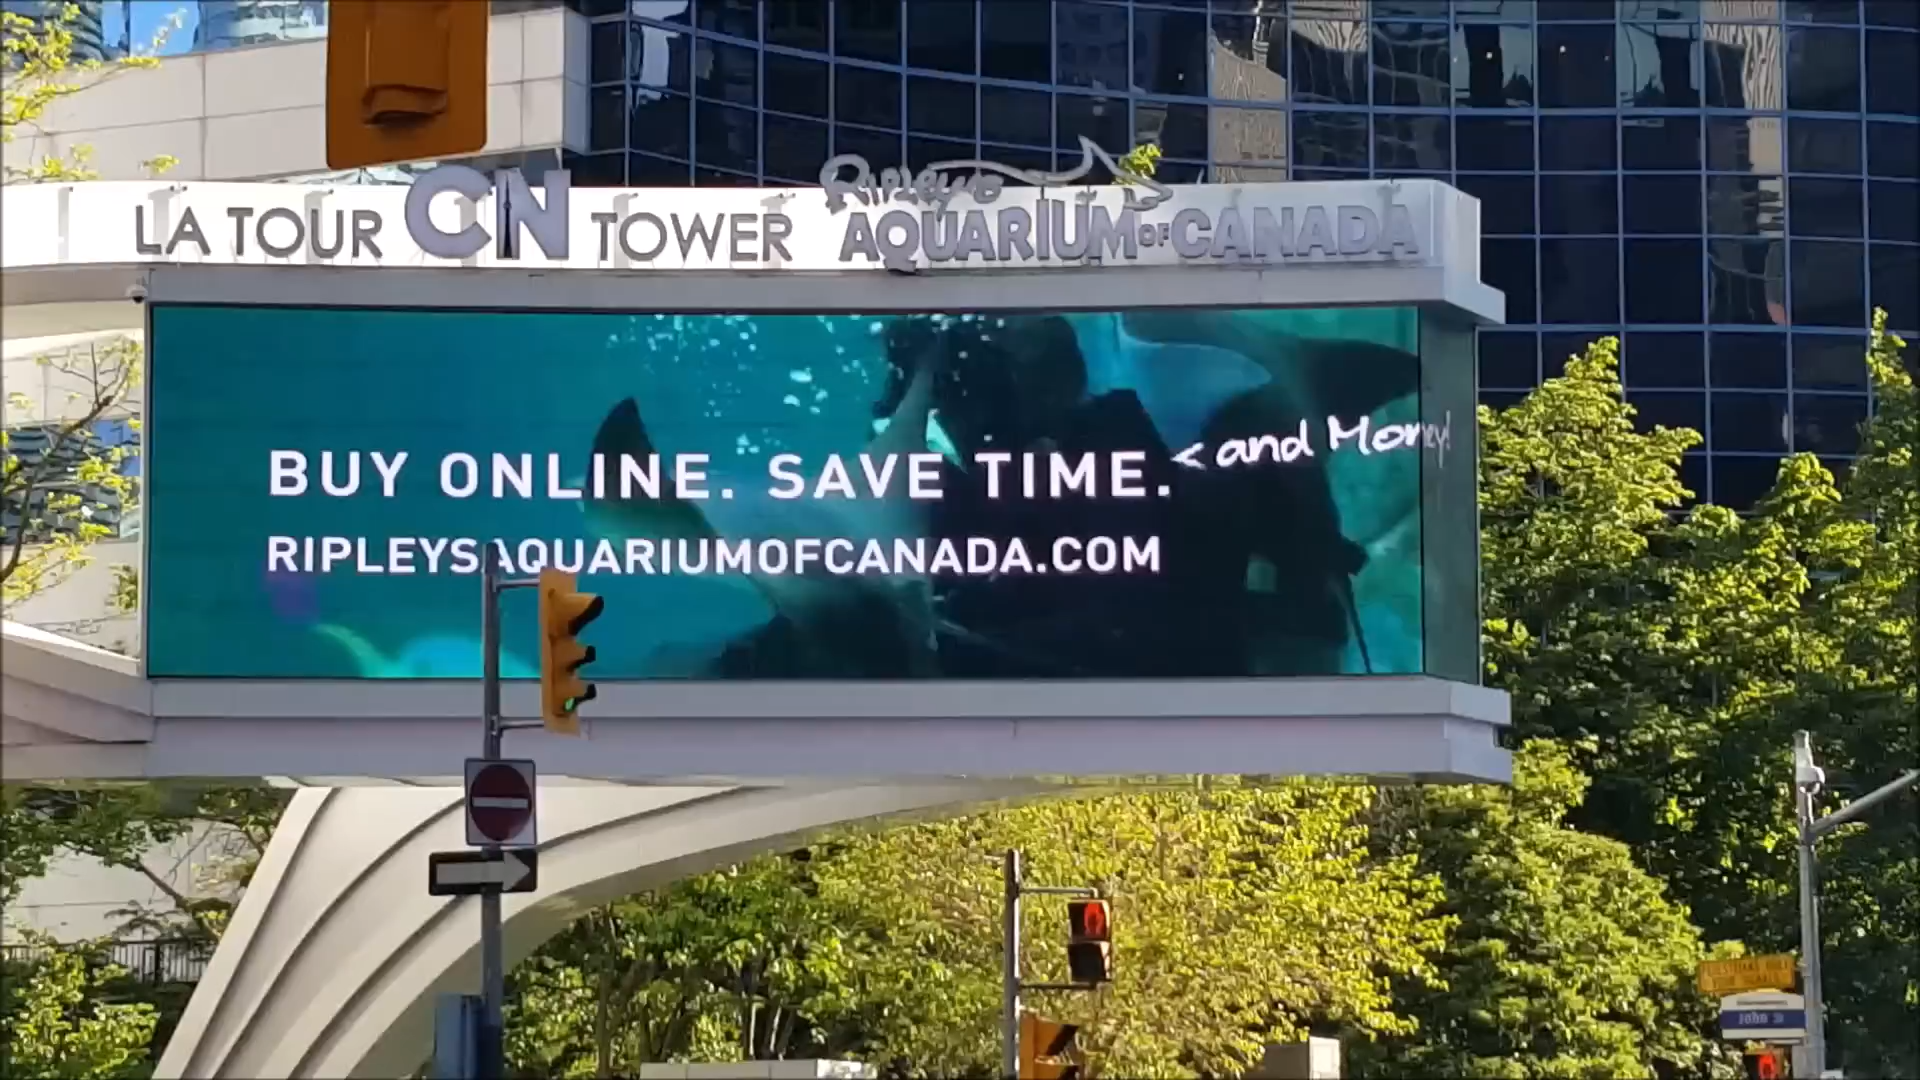 LA TOUR CN TOWER Ripley's AQUARIUM OF CANADA
BUY ONLINE. SAVE TIME. < and Money!
RIPLEYSAQUARIUMOFCANADA.COM
John St